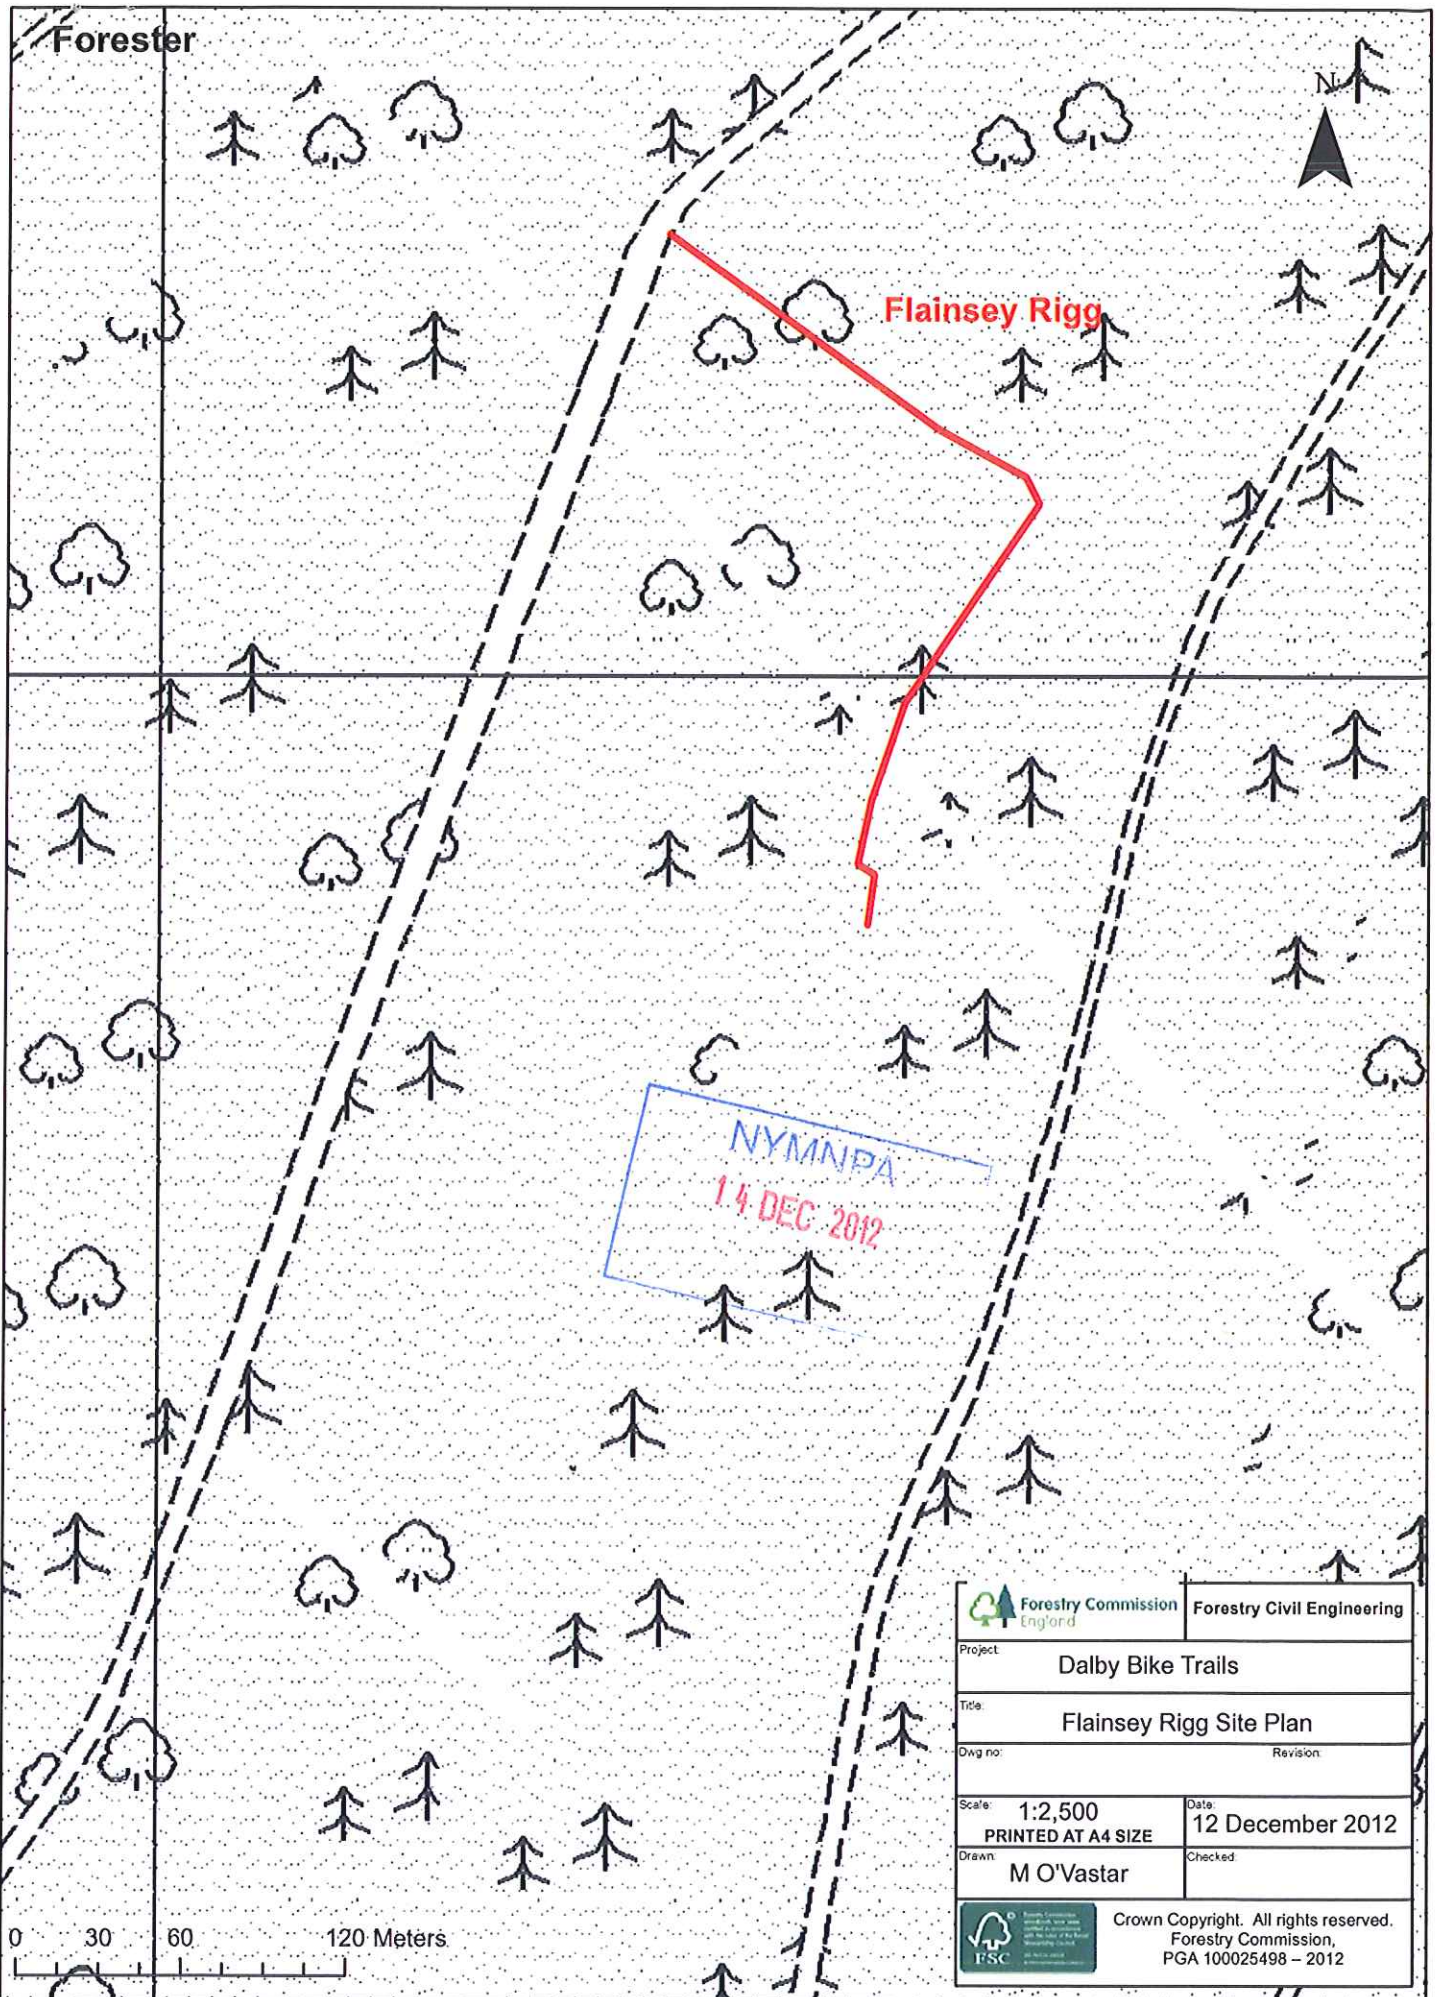 Forester
N
Flainsey Rigg
NYMNPA
14 DEC 2012
Forestry Commission
England
Forestry Civil Engineering
Project:
Dalby Bike Trails
Title:
Flainsey Rigg Site Plan
Dwg no:
Revision:
Scale:
1:2,500
PRINTED AT A4 SIZE
Date:
12 December 2012
Drawn:
M O'Vastar
Checked:
FSC
Crown Copyright. All rights reserved.
Forestry Commission,
PGA 100025498 – 2012
0 30 60 120 Meters